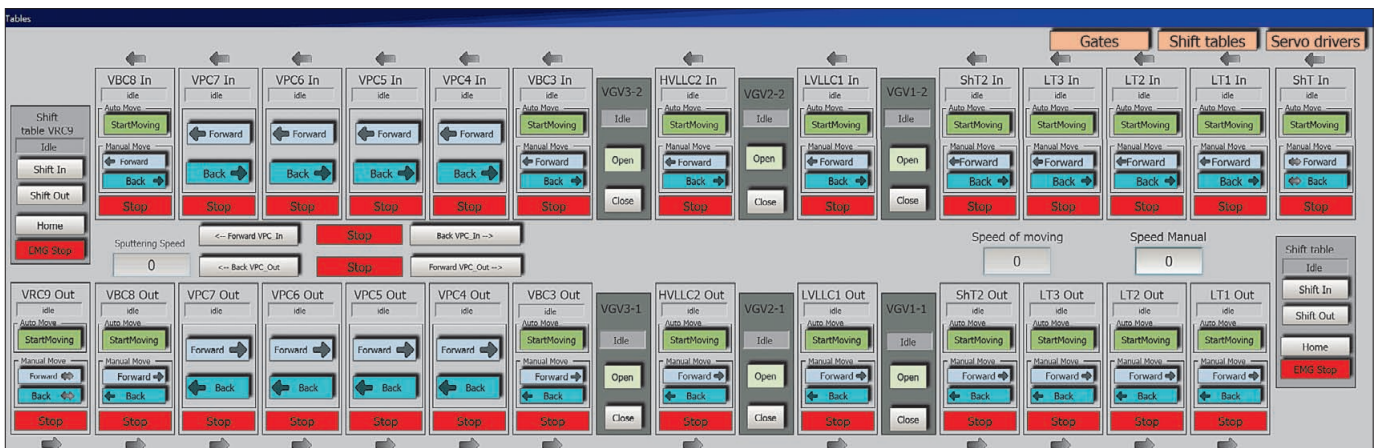 Tables
Gates Shift tables Servo drivers
VBC8 In VPC7 In VPC6 In VPC5 In VPC4 In VBC3 In VGV3-2 HVLLC2 In VGV2-2 LVLLC1 In VGV1-2 ShT2 In LT3 In LT2 In LT1 In ShT In
idle idle idle idle idle idle Idle idle Idle idle Idle idle idle idle idle idle
Auto Move Auto Move Auto Move Auto Move Auto Move Auto Move Auto Move Auto Move Auto Move
StartMoving Forward Forward Forward Forward StartMoving StartMoving StartMoving StartMoving StartMoving StartMoving StartMoving StartMoving
Manual Move Manual Move Manual Move Manual Move Manual Move Manual Move Manual Move Manual Move Manual Move
Forward Forward Open Forward Open Forward Open Forward Forward Forward Forward Forward
Back Back Back Back Back Back Back Back Back Back Back Back Back
Stop Stop Stop Stop Stop Stop Close Stop Close Stop Close Stop Stop Stop Stop Stop
Shift
table VRC9
Idle
Shift In
Shift Out
Home
EMG Stop
Sputtering Speed
0
<-- Forward VPC_In Stop Back VPC_In -->
<-- Back VPC_Out Stop Forward VPC_Out -->
Speed of moving
0
Speed Manual
0
Shift table
Idle
Shift In
Shift Out
Home
EMG Stop
VRC9 Out VBC8 Out VPC7 Out VPC6 Out VPC5 Out VPC4 Out VBC3 Out VGV3-1 HVLLC2 Out VGV2-1 LVLLC1 Out VGV1-1 ShT2 Out LT3 Out LT2 Out LT1 Out
idle idle idle idle idle idle idle Idle idle Idle idle Idle idle idle idle idle
Auto Move Auto Move Auto Move Auto Move Auto Move Auto Move Auto Move Auto Move Auto Move
StartMoving StartMoving Forward Forward Forward Forward StartMoving StartMoving StartMoving StartMoving StartMoving StartMoving StartMoving
Manual Move Manual Move Manual Move Manual Move Manual Move Manual Move Manual Move Manual Move Manual Move
Forward Forward Forward Open Forward Open Forward Open Forward Forward Forward Forward
Back Back Back Back Back Back Back Back Back Back Back Back Back
Stop Stop Stop Stop Stop Stop Stop Close Stop Close Stop Close Stop Stop Stop Stop